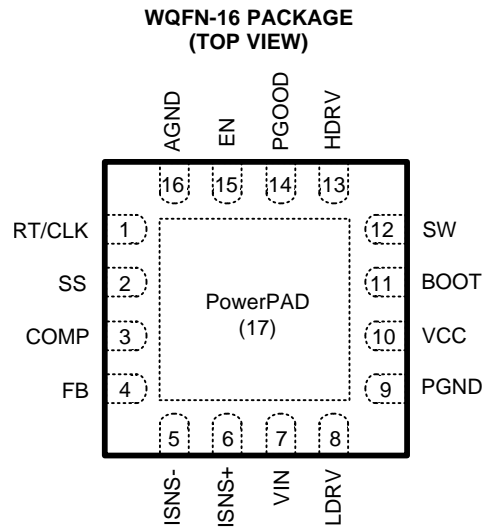 WQFN-16 PACKAGE
(TOP VIEW)
AGND
EN
PGOOD
HDRV
16
15
14
13
RT/CLK 1
SS 2
COMP 3
FB 4
PowerPAD
(17)
12 SW
11 BOOT
10 VCC
9 PGND
5
6
7
8
ISNS-
ISNS+
VIN
LDRV